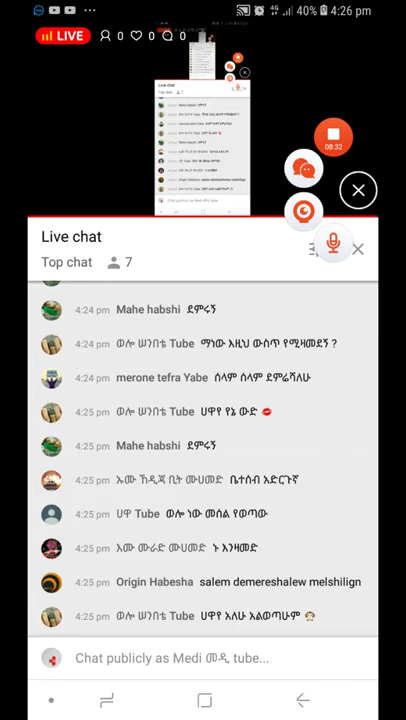 40% 4:26 pm
LIVE 0 0 0
08:32
Live chat
Top chat 7
4:24 pm Mahe habshi ደምሩኝ
4:24 pm ወሎ ሠንበቴ Tube ማነው እዚህ ውስጥ የሚዛመደኝ ?
4:24 pm merone tefra Yabe ሰላም ሰላም ደምሬሻለሁ
4:25 pm ወሎ ሠንበቴ Tube ሀዋየ የኔ ውድ 💋
4:25 pm Mahe habshi ደምሩኝ
4:25 pm ኡሙ ኸዲጃ ቢት ሙሀመድ ቤተሰብ አድርጉኛ
4:25 pm ሀዋ Tube ወሎ ነው መሰል የወጣው
4:25 pm እሙ ሙራድ ሙሀመድ ኑ እንዛመድ
4:25 pm Origin Habesha salem demereshalew melshilign
4:25 pm ወሎ ሠንበቴ Tube ሀዋየ አለሁ አልወጣሁም 🙊
Chat publicly as Medi መዲ tube...